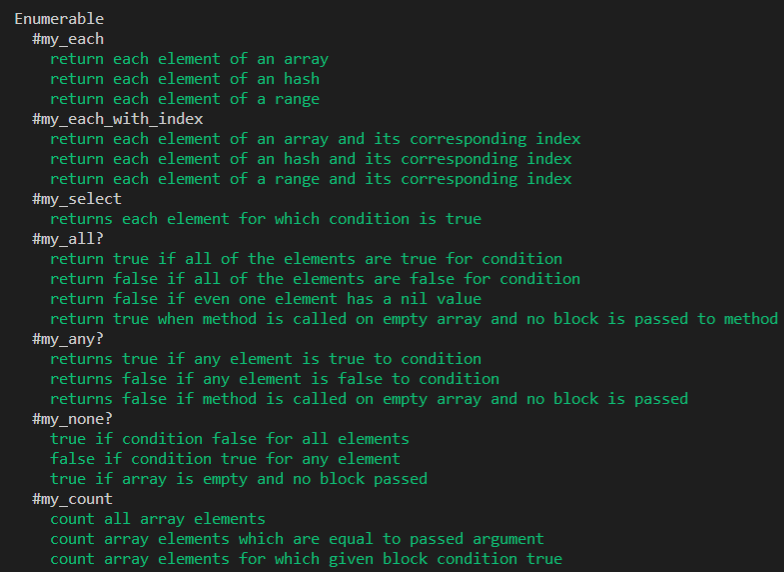 Enumerable
#my_each
return each element of an array
return each element of an hash
return each element of a range
#my_each_with_index
return each element of an array and its corresponding index
return each element of an hash and its corresponding index
return each element of a range and its corresponding index
#my_select
returns each element for which condition is true
#my_all?
return true if all of the elements are true for condition
return false if all of the elements are false for condition
return false if even one element has a nil value
return true when method is called on empty array and no block is passed to method
#my_any?
returns true if any element is true to condition
returns false if any element is false to condition
returns false if method is called on empty array and no block is passed
#my_none?
true if condition false for all elements
false if condition true for any element
true if array is empty and no block passed
#my_count
count all array elements
count array elements which are equal to passed argument
count array elements for which given block condition true